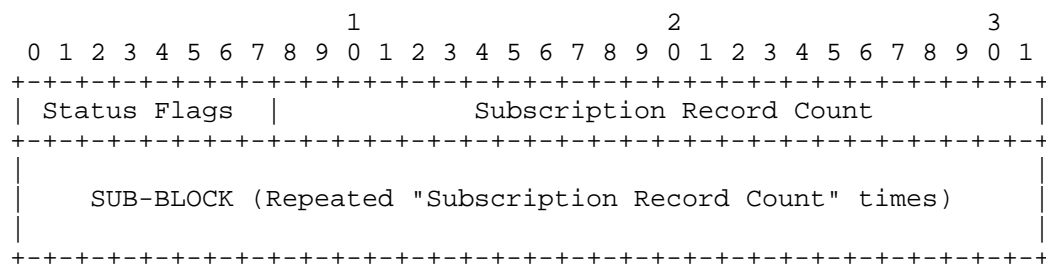 1                   2                   3
 0 1 2 3 4 5 6 7 8 9 0 1 2 3 4 5 6 7 8 9 0 1 2 3 4 5 6 7 8 9 0 1
+-+-+-+-+-+-+-+-+-+-+-+-+-+-+-+-+-+-+-+-+-+-+-+-+-+-+-+-+-+-+-+-+
| Status Flags  |            Subscription Record Count          |
+-+-+-+-+-+-+-+-+-+-+-+-+-+-+-+-+-+-+-+-+-+-+-+-+-+-+-+-+-+-+-+-+
|                                                               |
|    SUB-BLOCK (Repeated "Subscription Record Count" times)     |
|                                                               |
+-+-+-+-+-+-+-+-+-+-+-+-+-+-+-+-+-+-+-+-+-+-+-+-+-+-+-+-+-+-+-+-+